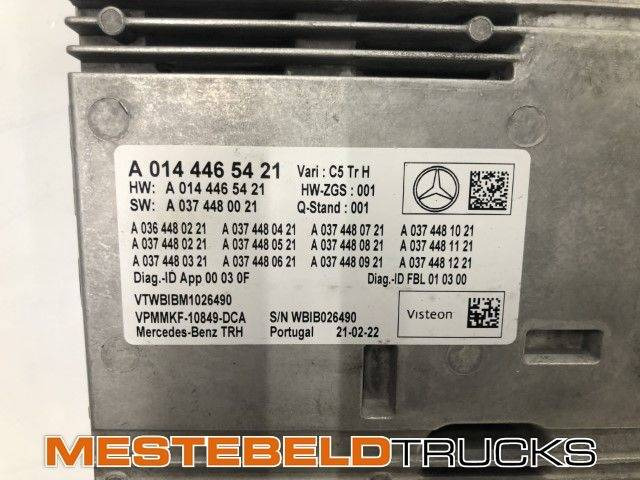 A 014 446 54 21 Vari : C5 Tr H
HW: A 014 446 54 21 HW-ZGS : 001
SW: A 037 448 00 21 Q-Stand : 001
A 036 448 02 21 A 037 448 04 21 A 037 448 07 21 A 037 448 10 21
A 037 448 02 21 A 037 448 05 21 A 037 448 08 21 A 037 448 11 21
A 037 448 03 21 A 037 448 06 21 A 037 448 09 21 A 037 448 12 21
Diag.-ID App 00 03 0F Diag.-ID FBL 01 03 00
VTWBIBM1026490
VPMMKF-10849-DCA S/N WBIB026490 Visteon
Mercedes-Benz TRH Portugal 21-02-22
MESTEBELDTRUCKS